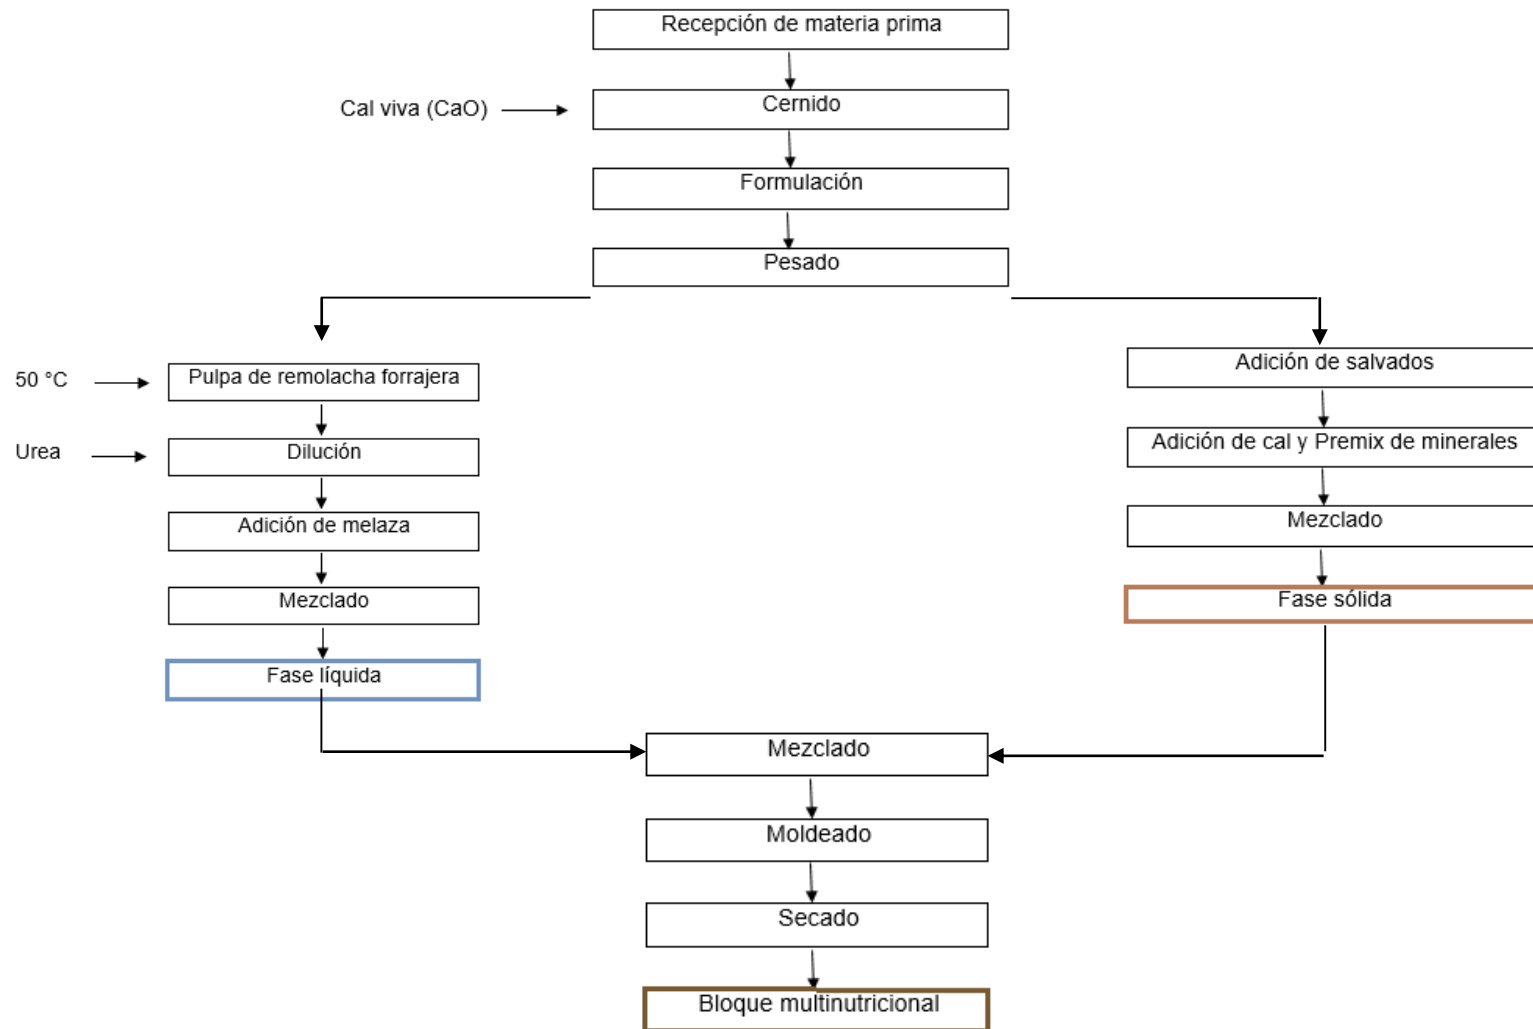 Recepción de materia prima
Cal viva (CaO)
Cernido
Formulación
Pesado
50 °C
Pulpa de remolacha forrajera
Urea
Dilución
Adición de melaza
Mezclado
Fase líquida
Adición de salvados
Adición de cal y Premix de minerales
Mezclado
Fase sólida
Mezclado
Moldeado
Secado
Bloque multinutricional